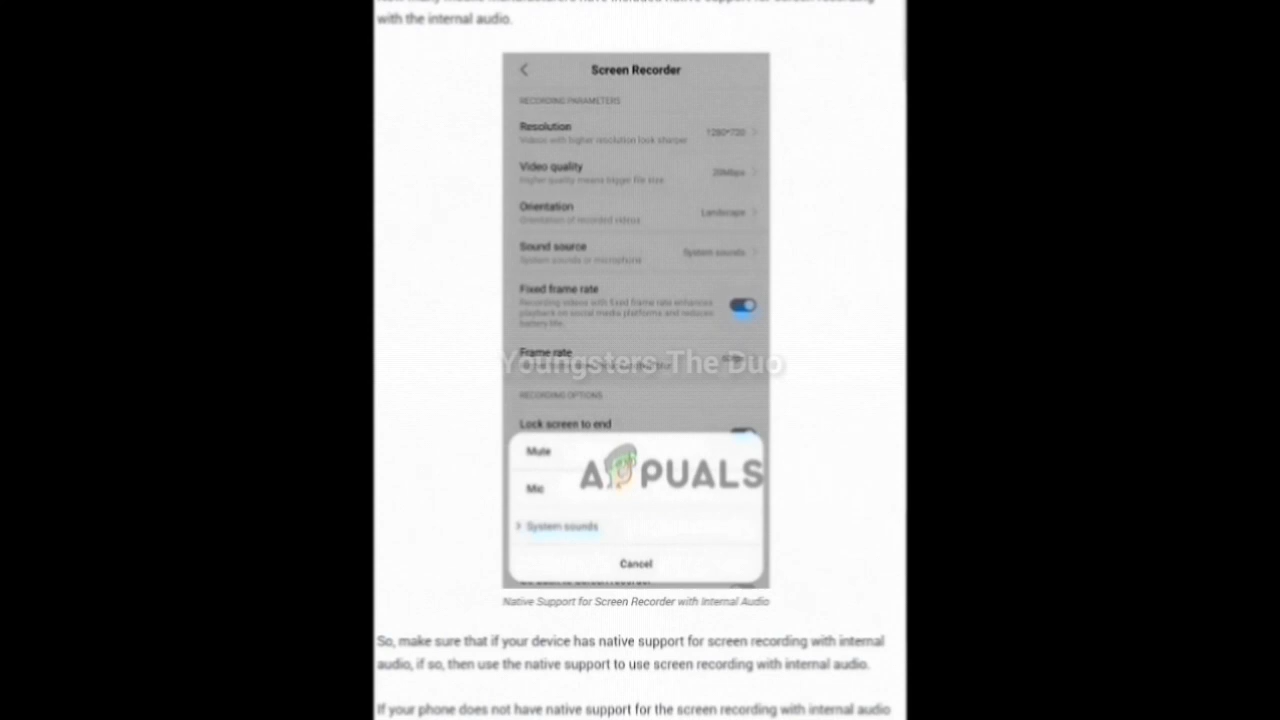 with the internal audio.
Screen Recorder
RECORDING PARAMETERS
Resolution
Videos with higher resolution look sharper
1280*720
Video quality
Higher quality means bigger file size
20Mbps
Orientation
Orientation of recorded videos
Landscape
Sound source
System sounds or microphone
System sounds
Fixed frame rate
Recording videos with fixed frame rate enhances
playback on social media platforms and reduces
battery life.
Frame rate
Youngsters The Duo
RECORDING OPTIONS
Lock screen to end
Mute
APPUALS
Mic
System sounds
Cancel
Native Support for Screen Recorder with Internal Audio
So, make sure that if your device has native support for screen recording with internal
audio, if so, then use the native support to use screen recording with internal audio.
If your phone does not have native support for the screen recording with internal audio